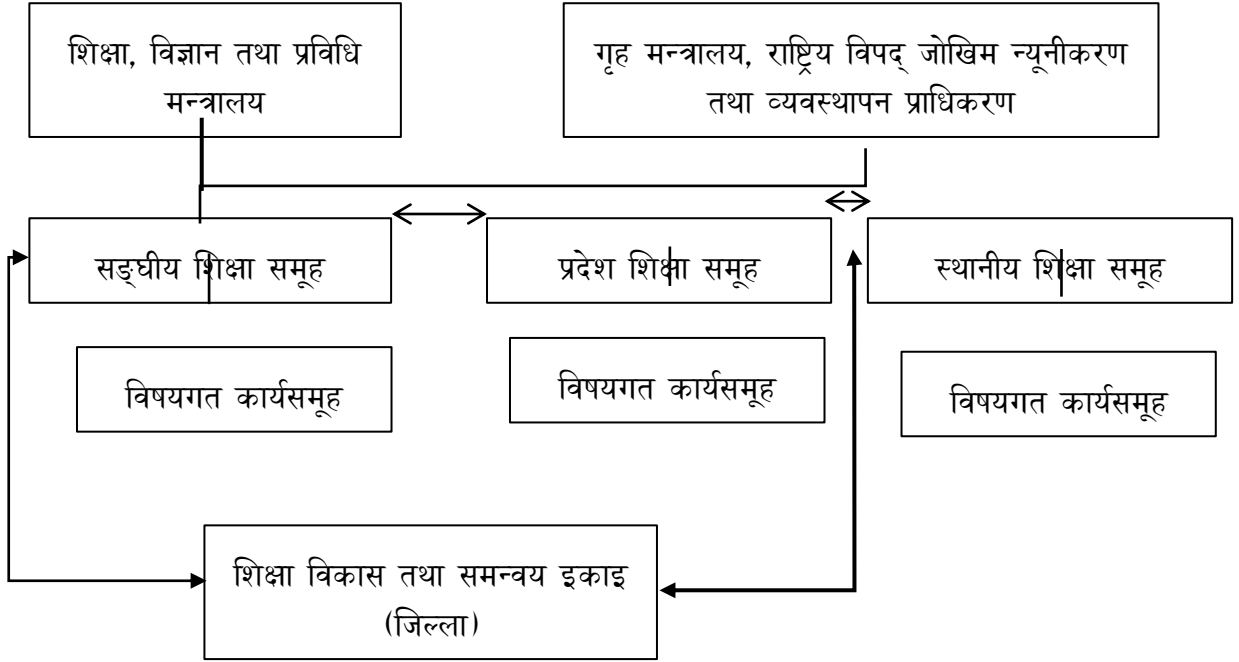 शिक्षा, विज्ञान तथा प्रविधि
मन्त्रालय
गृह मन्त्रालय, राष्ट्रिय विपद् जोखिम न्यूनीकरण
तथा व्यवस्थापन प्राधिकरण
सङ्घीय शिक्षा समूह
प्रदेश शिक्षा समूह
स्थानीय शिक्षा समूह
विषयगत कार्यसमूह
विषयगत कार्यसमूह
विषयगत कार्यसमूह
शिक्षा विकास तथा समन्वय इकाइ
(जिल्ला)